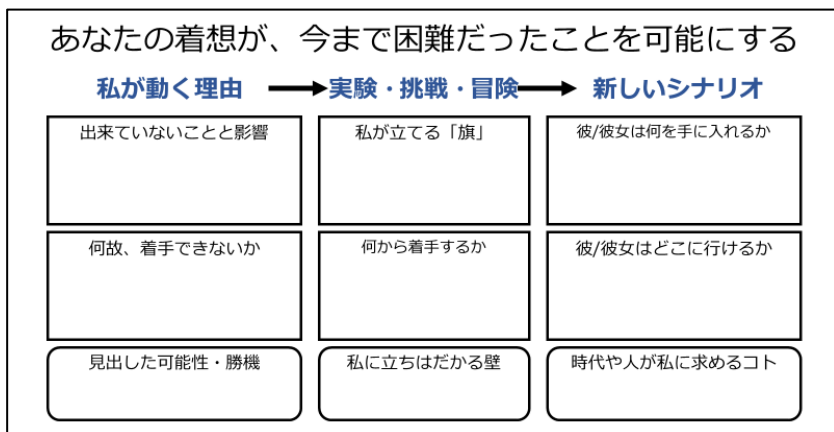 あなたの着想が、今まで困難だったことを可能にする
私が動く理由
実験・挑戦・冒険
新しいシナリオ
出来ていないことと影響
私が立てる「旗」
彼/彼女は何を手に入れるか
何故、着手できないか
何から着手するか
彼/彼女はどこに行けるか
見出した可能性・勝機
私に立ちはだかる壁
時代や人が私に求めるコト